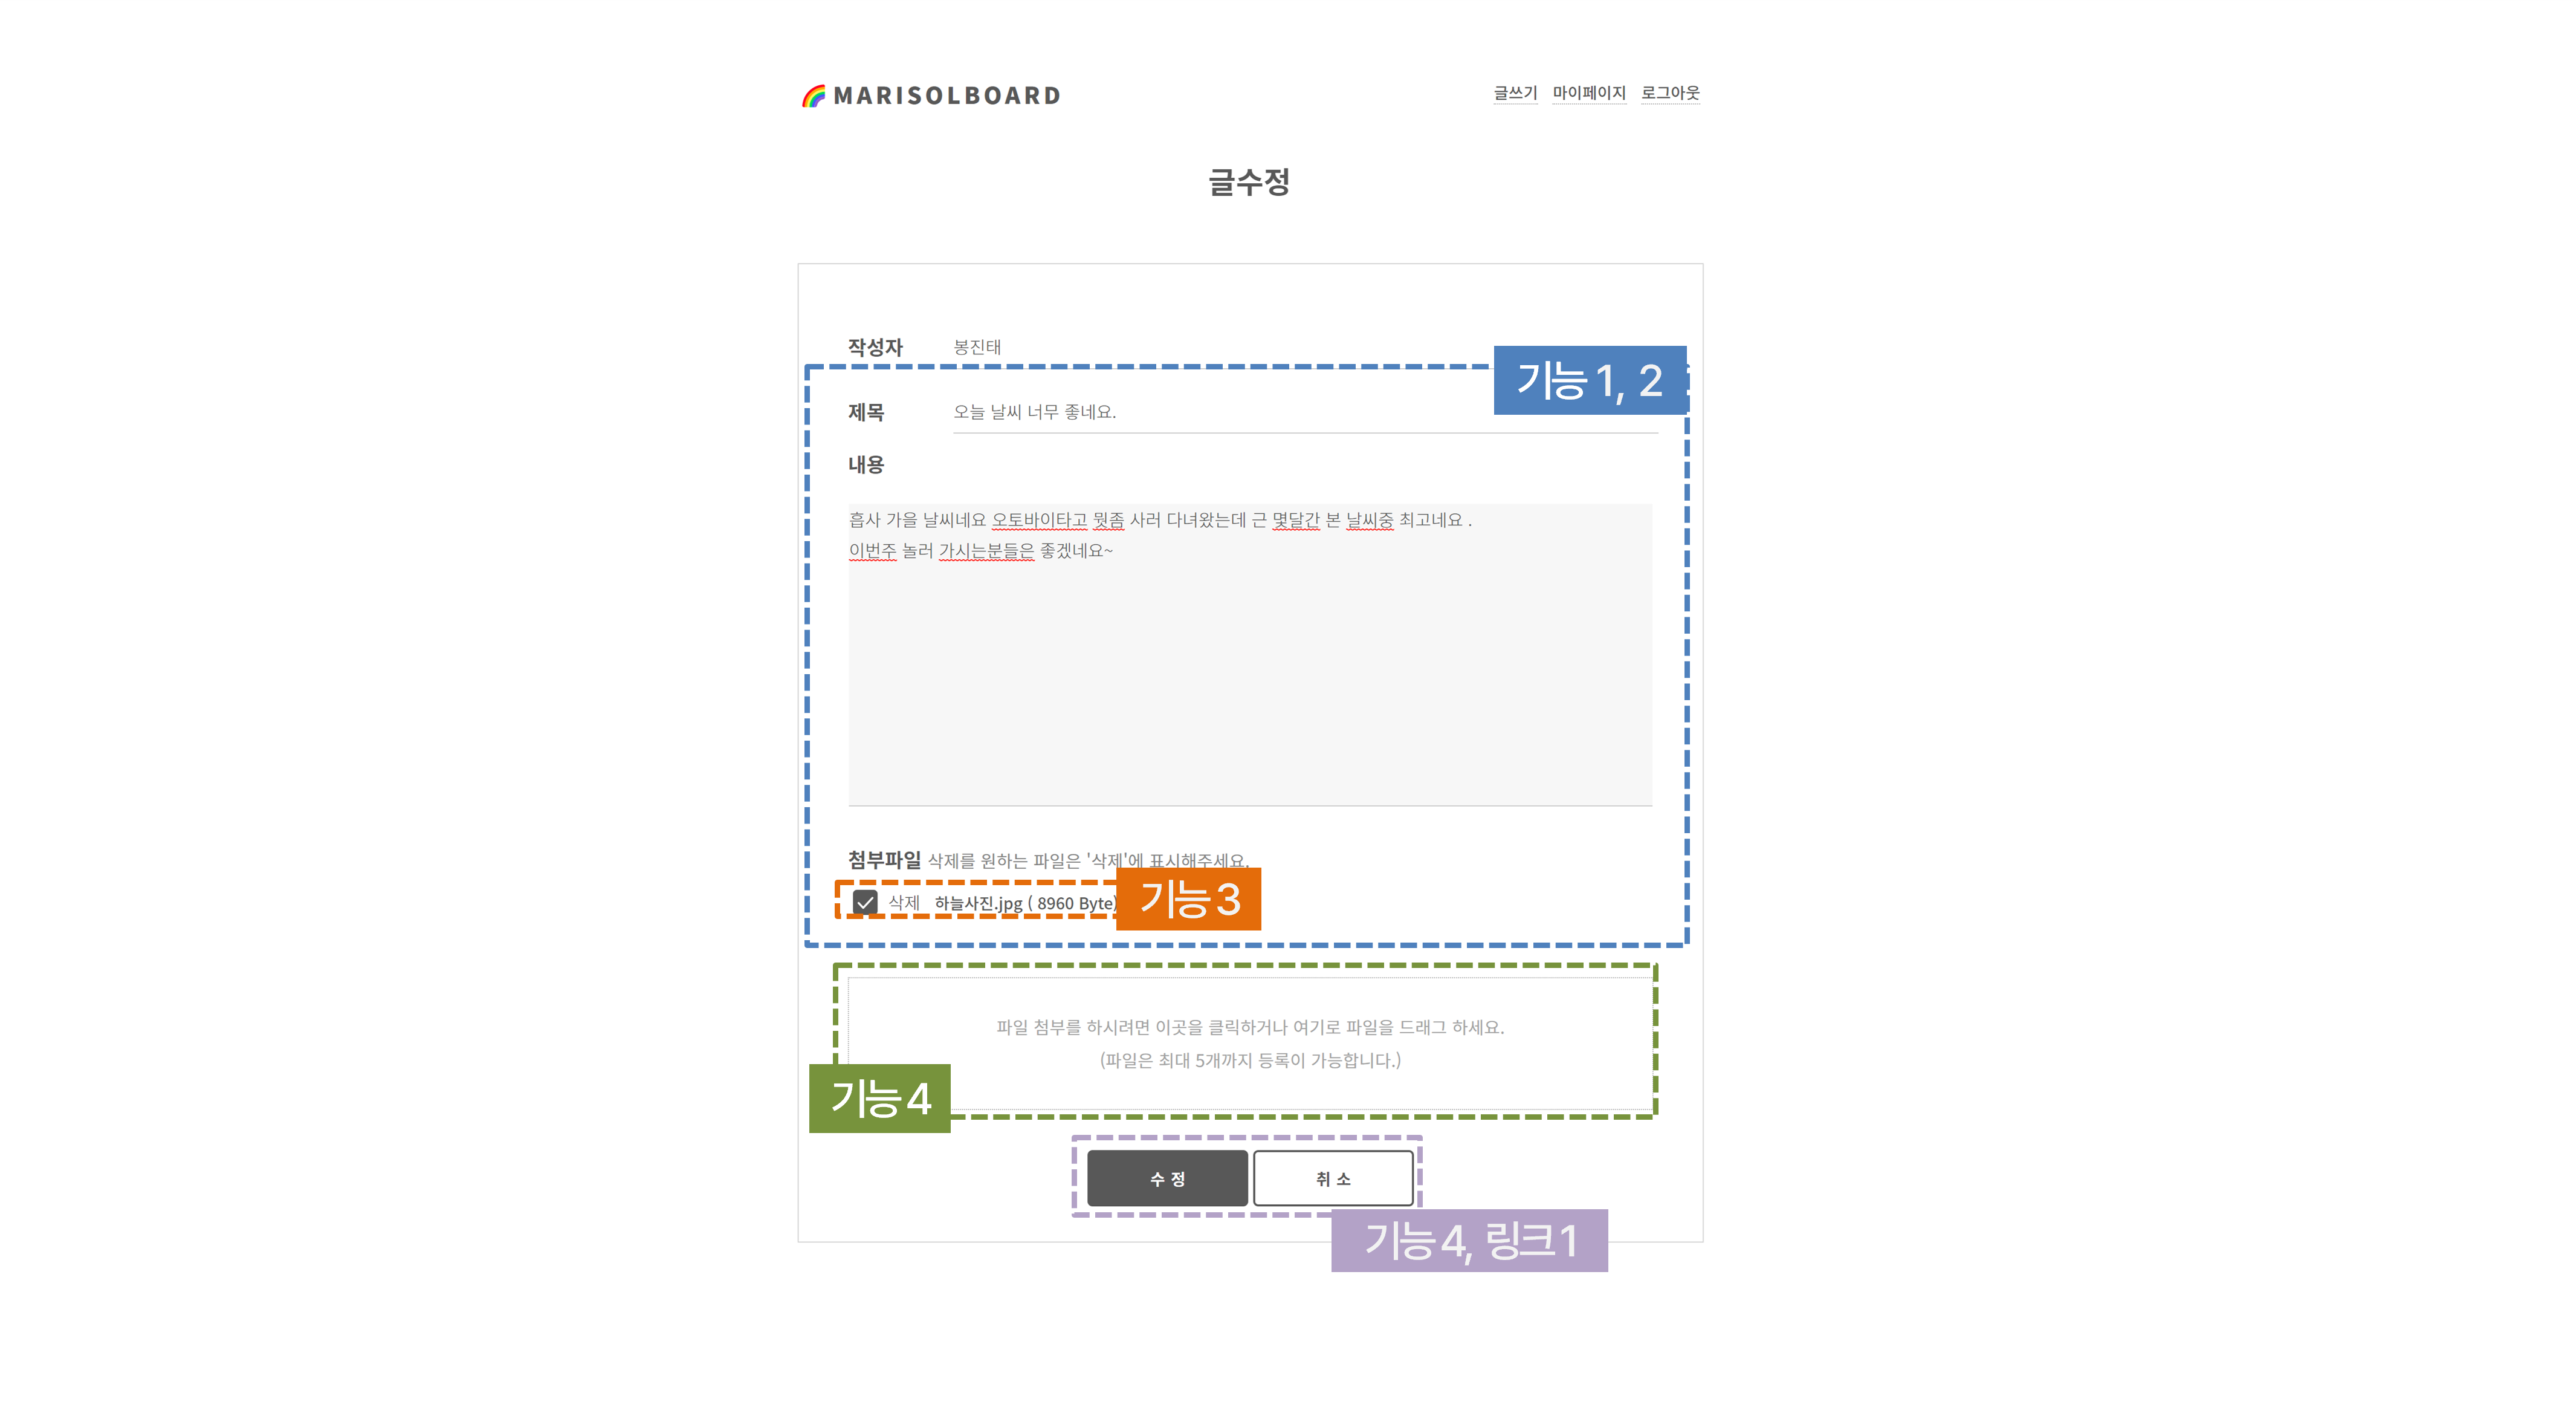 MARISOLBOARD
글쓰기 마이페이지 로그아웃
글수정
작성자 봉진태
기능 1, 2
제목 오늘 날씨 너무 좋네요.
내용
흡사 가을 날씨네요 오토바이타고 뭣좀 사러 다녀왔는데 근 몇달간 본 날씨중 최고네요 .
이번주 놀러 가시는분들은 좋겠네요~
첨부파일 삭제를 원하는 파일은 '삭제'에 표시해주세요.
삭제 하늘사진.jpg ( 8960 Byte)
기능 3
파일 첨부를 하시려면 이곳을 클릭하거나 여기로 파일을 드래그 하세요.
(파일은 최대 5개까지 등록이 가능합니다.)
기능 4
수 정 취 소
기능 4, 링크 1